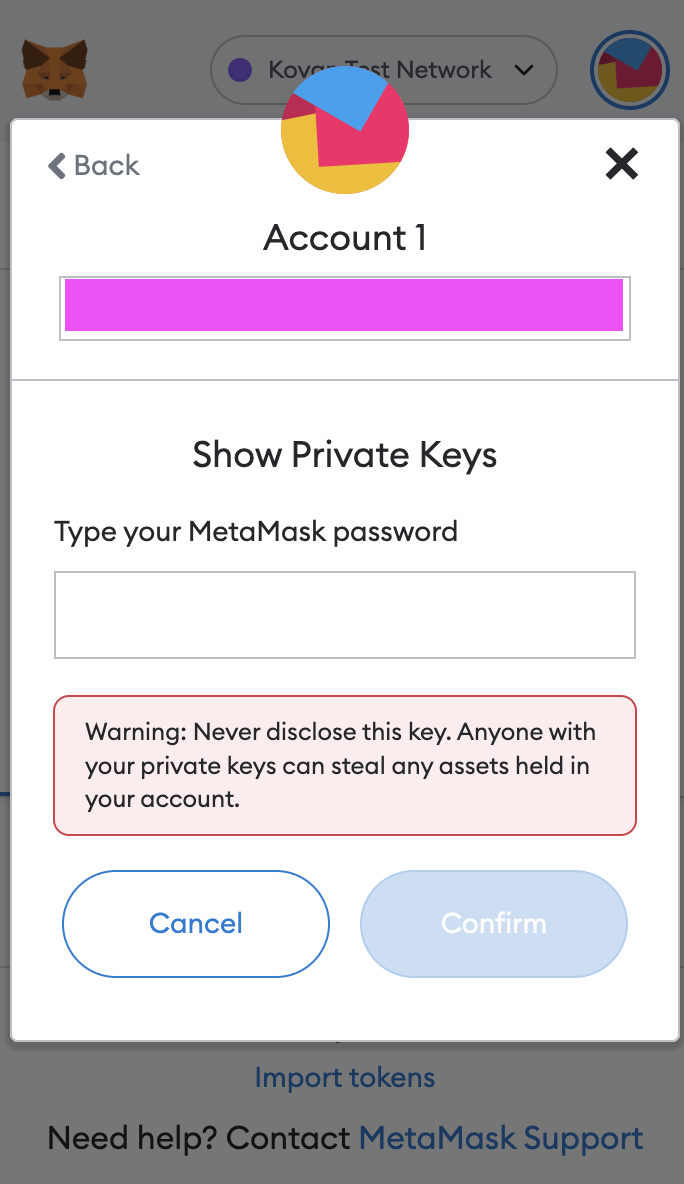 Kovan Test Network
Back
Account 1
Show Private Keys
Type your MetaMask password
Warning: Never disclose this key. Anyone with
your private keys can steal any assets held in
your account.
Cancel
Confirm
Import tokens
Need help? Contact MetaMask Support